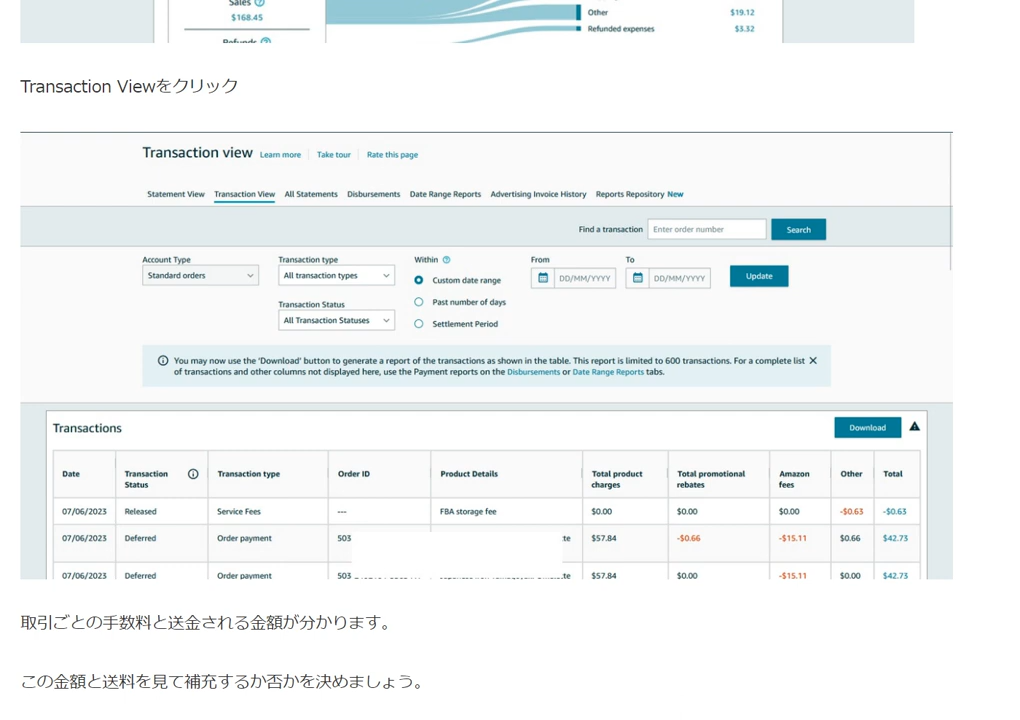 Sales
$168.45
Refunds
Other $19.12
Refunded expenses $3.32
Transaction Viewをクリック
Transaction view Learn more Take tour Rate this page
Statement View Transaction View All Statements Disbursements Date Range Reports Advertising Invoice History Reports Repository New
Find a transaction Enter order number Search
Account Type Transaction type Within From To
Standard orders All transaction types Custom date range DD/MM/YYYY DD/MM/YYYY Update
Past number of days
Transaction Status
All Transaction Statuses Settlement Period
You may now use the 'Download' button to generate a report of the transactions as shown in the table. This report is limited to 600 transactions. For a complete list
of transactions and other columns not displayed here, use the Payment reports on the Disbursements or Date Range Reports tabs.
Transactions Download
Date Transaction Status Transaction type Order ID Product Details Total product charges Total promotional rebates Amazon fees Other Total
07/06/2023 Released Service Fees --- FBA storage fee $0.00 $0.00 $0.00 -$0.63 -$0.63
07/06/2023 Deferred Order payment 503 te $57.84 -$0.66 -$15.11 $0.66 $42.73
07/06/2023 Deferred Order payment 503 te $57.84 $0.00 -$15.11 $0.00 $42.73
取引ごとの手数料と送金される金額が分かります。
この金額と送料を見て補充するか否かを決めましょう。